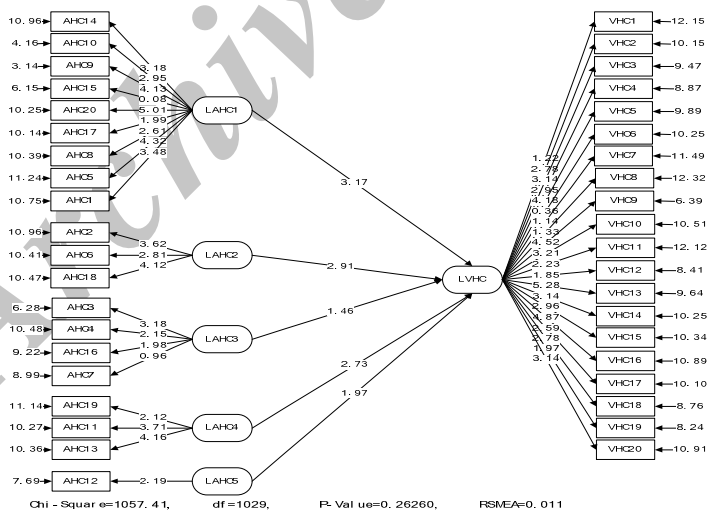 Archive
10.96 AHC14
4.16 AHC10
3.14 AHC9
6.15 AHC15
10.25 AHC20
10.14 AHC17
10.39 AHC8
11.24 AHC5
10.75 AHC1
10.96 AHC2
10.41 AHC6
10.47 AHC18
6.28 AHC3
10.48 AHC4
9.22 AHC16
8.99 AHC7
11.14 AHC19
10.27 AHC11
10.36 AHC13
7.69 AHC12
3.18
2.95
4.13
0.08
5.01
1.99
2.61
4.32
3.48
3.62
2.81
4.12
3.18
2.15
1.98
0.96
2.12
3.71
4.16
2.19
LAHC1
LAHC2
LAHC3
LAHC4
LAHC5
3.17
2.91
1.46
2.73
1.97
LVHC
1.22
2.78
3.14
2.95
4.18
0.36
1.14
1.33
4.52
3.21
2.23
1.85
5.28
3.14
2.96
4.87
2.59
2.78
1.97
3.14
VHC1 12.15
VHC2 10.15
VHC3 9.47
VHC4 8.87
VHC5 9.89
VHC6 10.25
VHC7 11.49
VHC8 12.32
VHC9 6.39
VHC10 10.51
VHC11 12.12
VHC12 8.41
VHC13 9.64
VHC14 10.25
VHC15 10.34
VHC16 10.89
VHC17 10.10
VHC18 8.76
VHC19 8.24
VHC20 10.91
Chi-Square=1057.41, df=1029, P-Value=0.26260, RSMEA=0.011